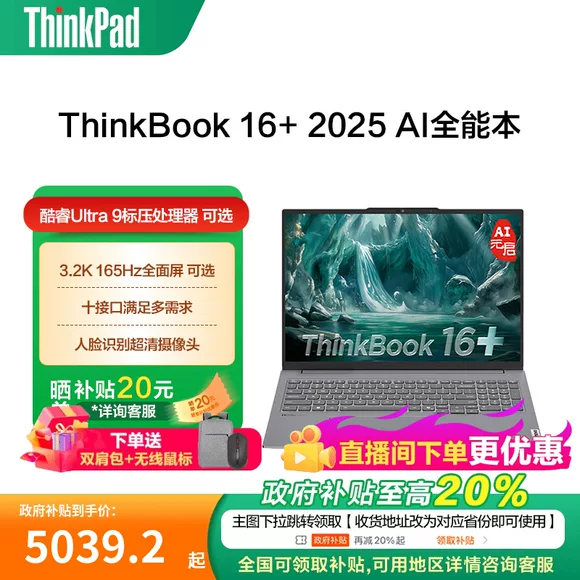 ThinkPad
ThinkBook 16+ 2025 AI全能本
酷睿Ultra 9标压处理器 可选
3.2K 165Hz全面屏 可选
十接口满足多需求
人脸识别超清摄像头
AI
元启
ThinkBook 16+
晒补贴20元
*详询客服
20元
下单送
双肩包+无线鼠标
直播间下单更优惠
政府补贴至高20%
主图下拉跳转领取【收货地址改为对应省份即可使用】
政府补贴 再减20%起 领取补贴 >
政府补贴到手价:
5039.2 起
全国可领取补贴,可用地区详情咨询客服